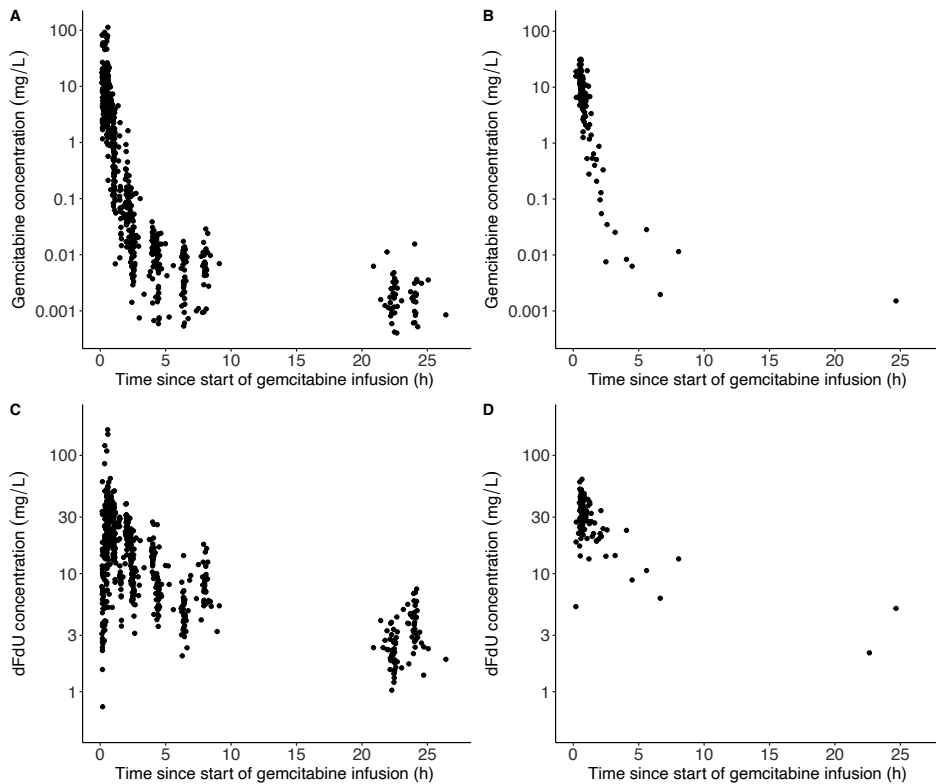 A
Gemcitabine concentration (mg/L)
100
10
1
0.1
0.01
0.001
0 5 10 15 20 25
Time since start of gemcitabine infusion (h)
B
Gemcitabine concentration (mg/L)
100
10
1
0.1
0.01
0.001
0 5 10 15 20 25
Time since start of gemcitabine infusion (h)
C
dFdU concentration (mg/L)
100
30
10
3
1
0 5 10 15 20 25
Time since start of gemcitabine infusion (h)
D
dFdU concentration (mg/L)
100
30
10
3
1
0 5 10 15 20 25
Time since start of gemcitabine infusion (h)